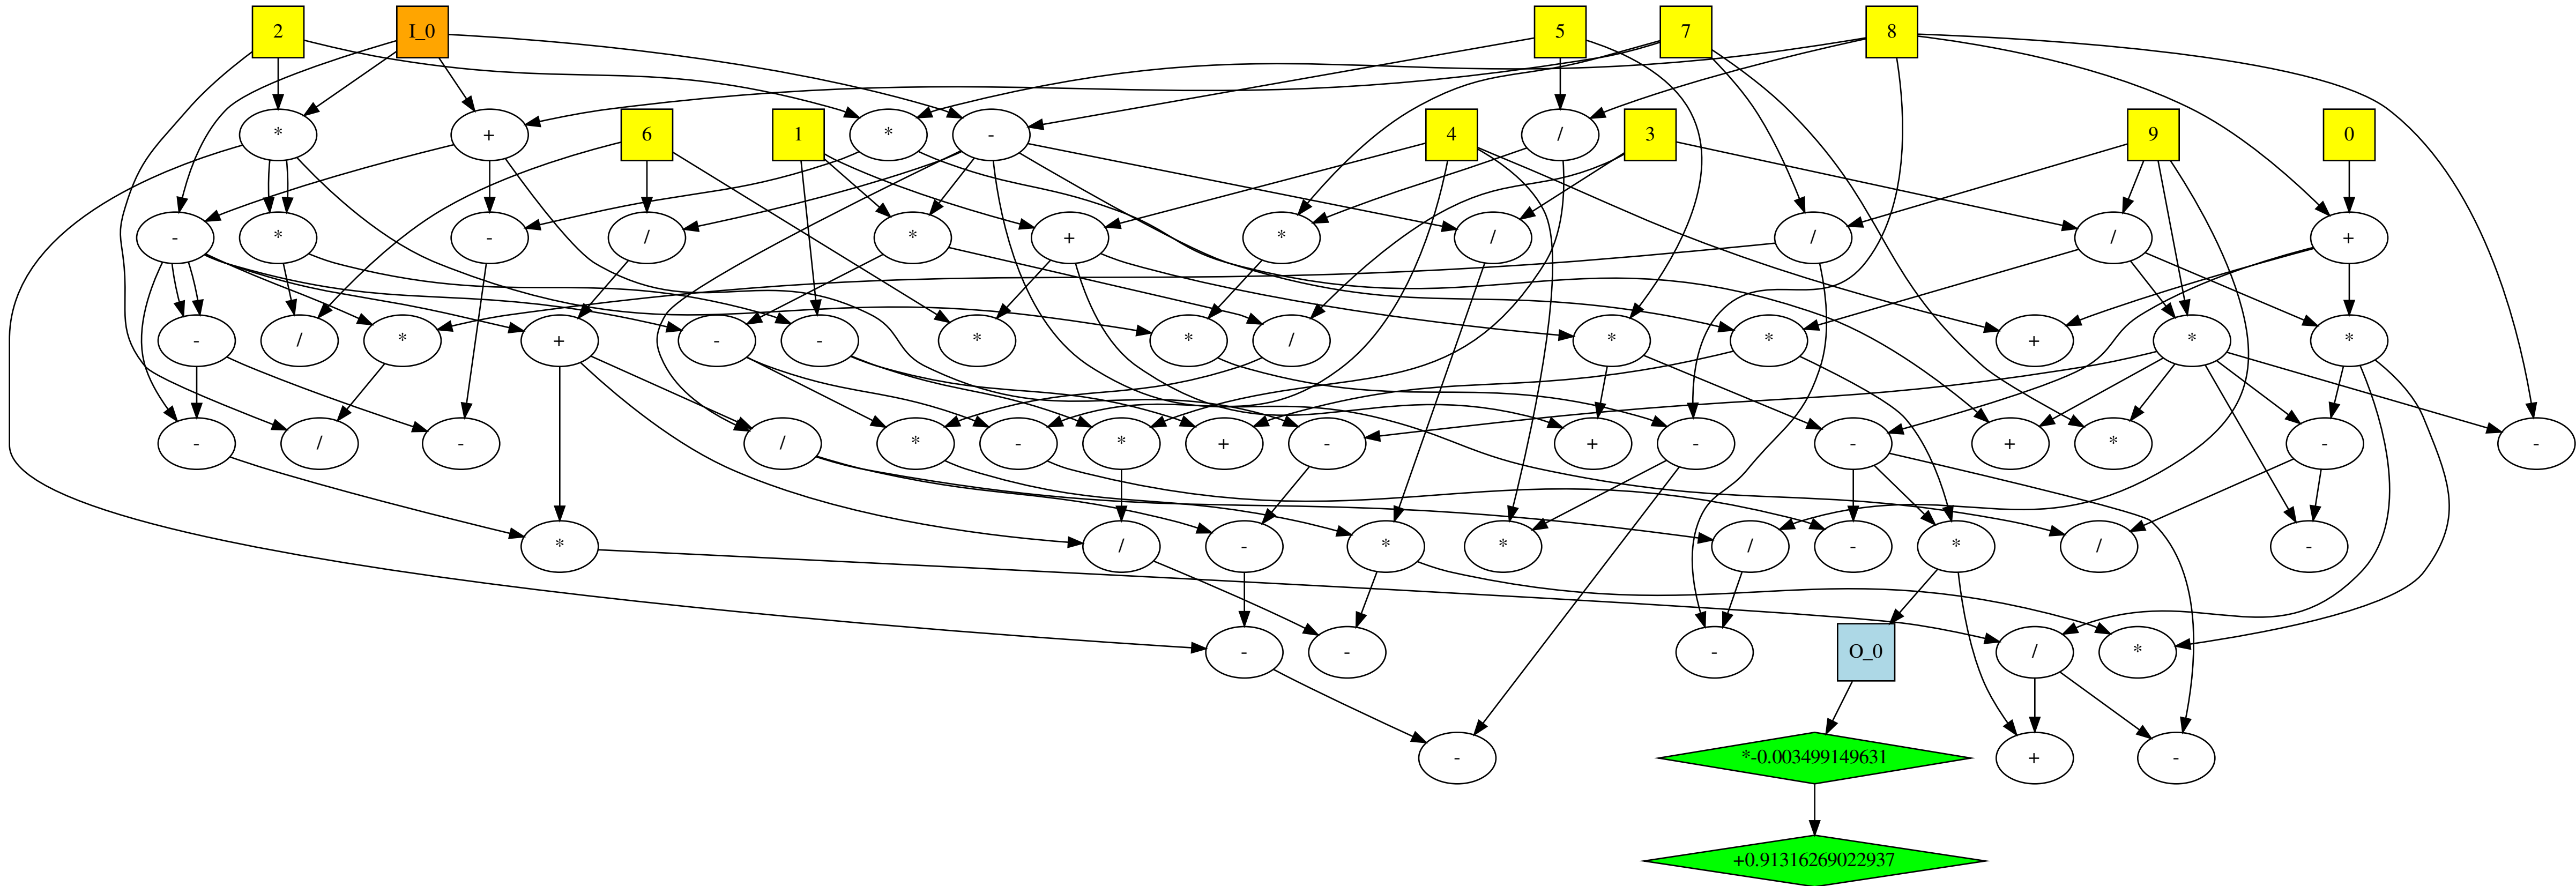 2 I_0 5 7 8
* + 6 1 * - 4 / 3 9 0
- * - / * + * / / / +
- / * + - - * * / * * + * *
- / - / * - * + - + - - + * - -
* / - * * / - * / -
- - - O_0 / *
- *-0.003499149631 + -
+0.91316269022937